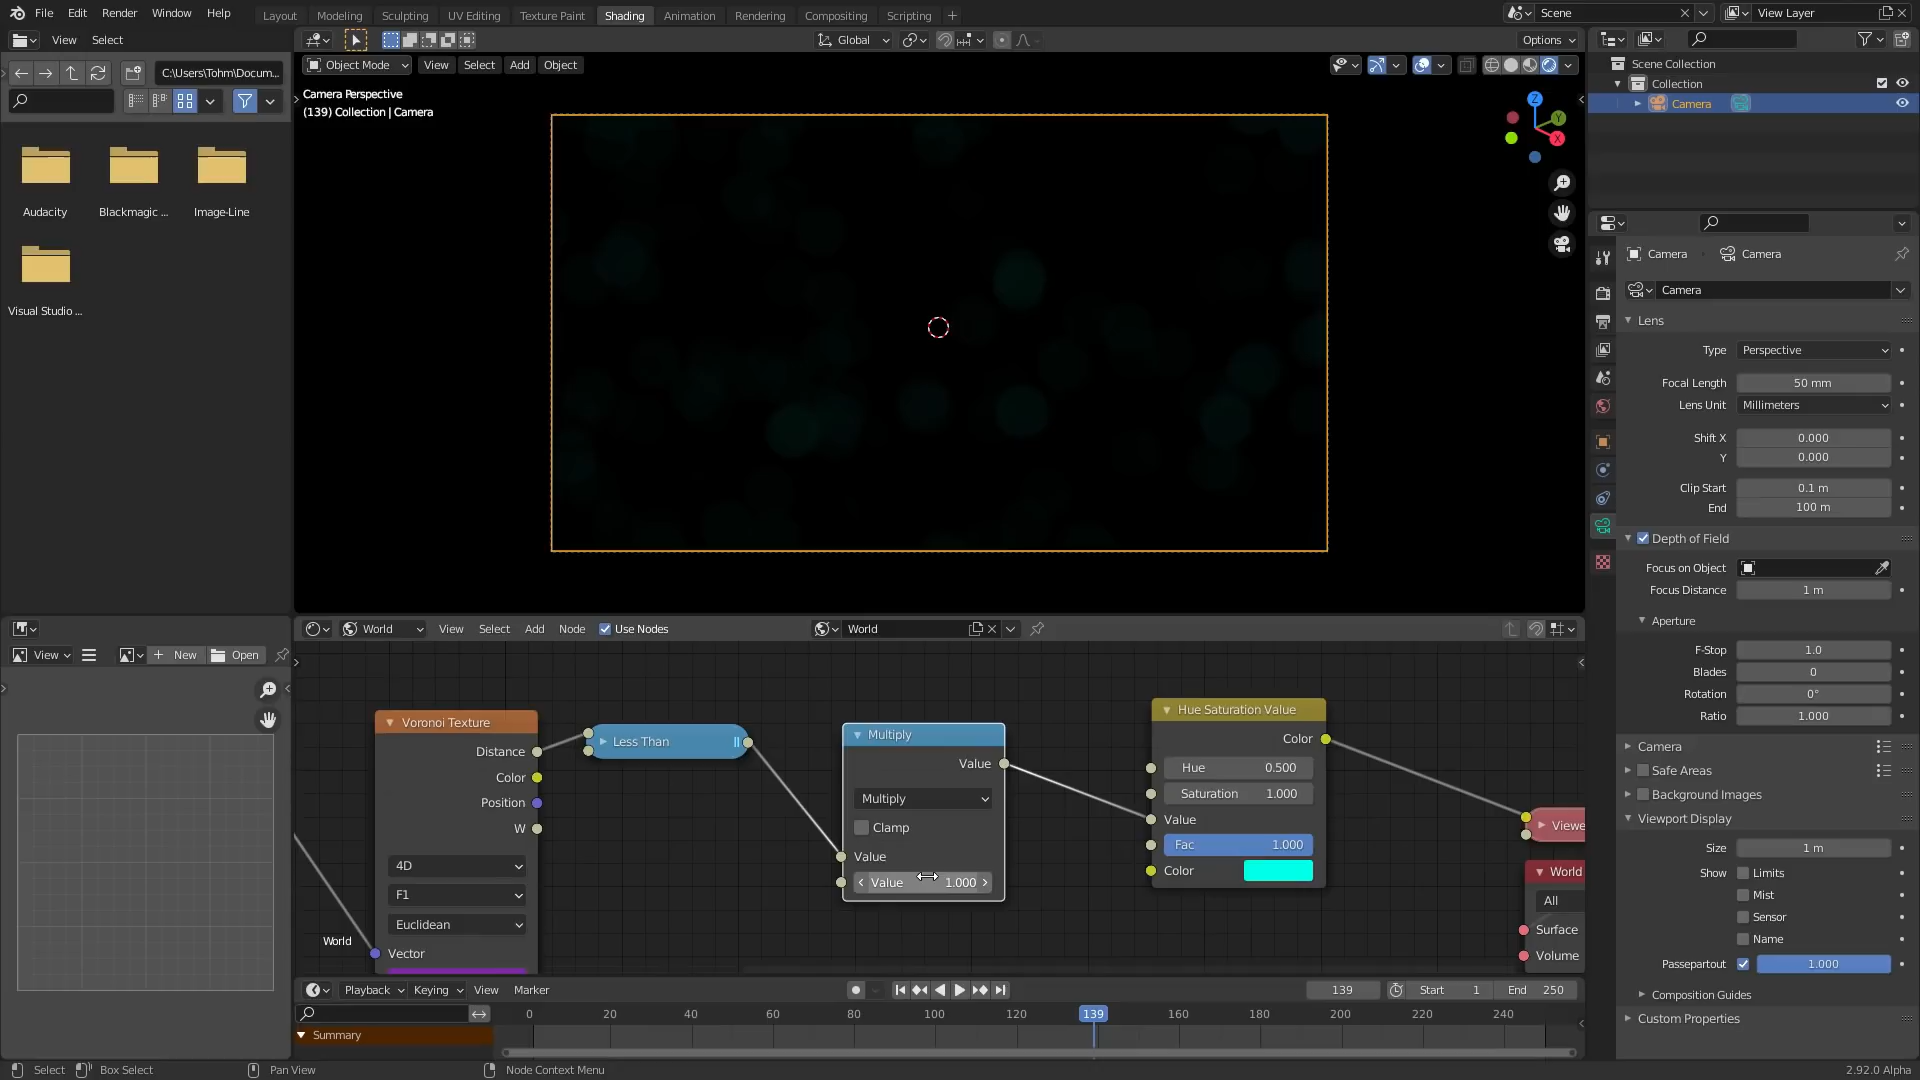 File Edit Render Window Help
Layout Modeling Sculpting UV Editing Texture Paint Shading Animation Rendering Compositing Scripting +
Scene
View Layer
View Select
Global
Options
C:\Users\Tohm\Docum...
Object Mode View Select Add Object
Camera Perspective
(139) Collection | Camera
Z
Y
X
Audacity
Blackmagic ...
Image-Line
Visual Studio ...
Scene Collection
Collection
Camera
Camera Camera
Camera
Lens
Type Perspective
Focal Length 50 mm
Lens Unit Millimeters
Shift X 0.000
Y 0.000
Clip Start 0.1 m
End 100 m
Depth of Field
Focus on Object
Focus Distance 1 m
Aperture
F-Stop 1.0
Blades 0
Rotation 0°
Ratio 1.000
Camera
Safe Areas
Background Images
Viewport Display
Size 1 m
Show Limits
Mist
Sensor
Name
Passepartout 1.000
Composition Guides
Custom Properties
View New Open
World View Select Add Node Use Nodes World
Voronoi Texture
Distance
Color
Position
W
4D
F1
Euclidean
Vector
World
Less Than
Multiply
Value
Multiply
Clamp
Value
Value 1.000
Hue Saturation Value
Color
Hue 0.500
Saturation 1.000
Value
Fac 1.000
Color
Viewe
World
All
Surface
Volume
Playback Keying View Marker
139 Start 1 End 250
0 20 40 60 80 100 120 139 160 180 200 220 240
Summary
Select Box Select Pan View Node Context Menu 2.92.0 Alpha